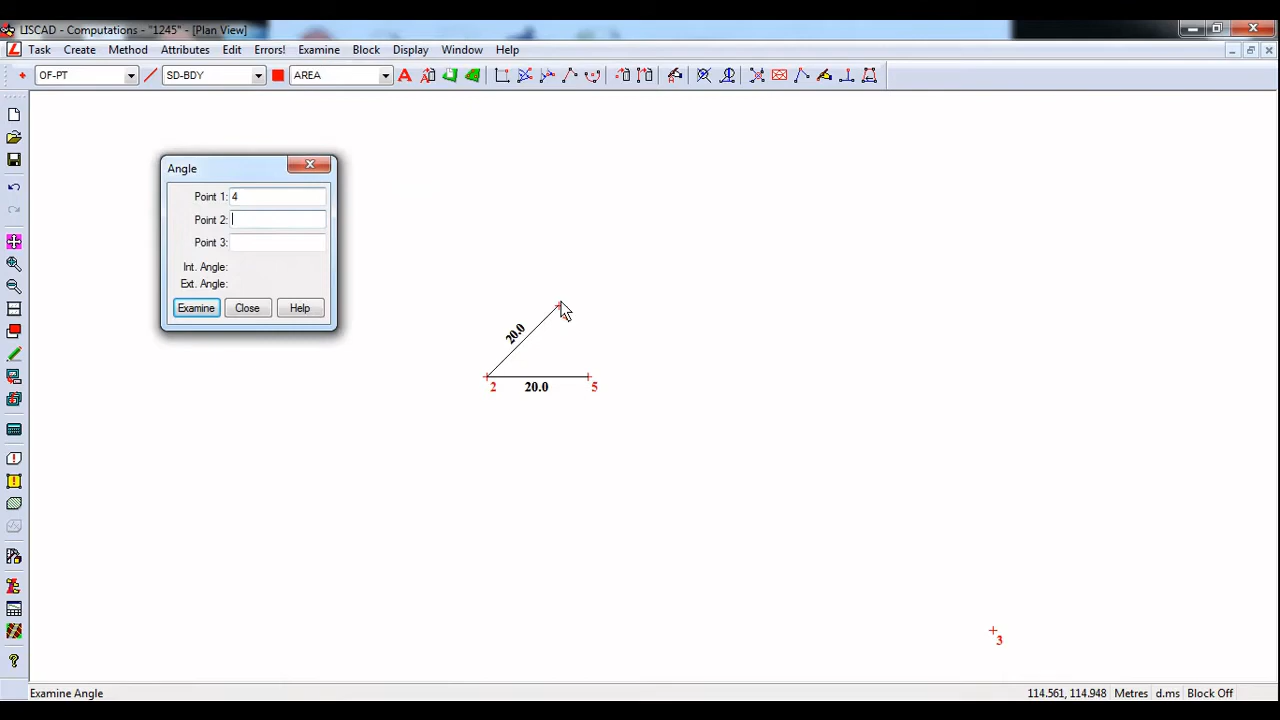 LISCAD - Computations - "1245" - [Plan View]
Task Create Method Attributes Edit Errors! Examine Block Display Window Help
OF-PT SD-BDY AREA
Angle
Point 1: 4
Point 2:
Point 3:
Int. Angle:
Ext. Angle:
Examine Close Help
20.0
2 20.0 5
3
Examine Angle 114.561, 114.948 Metres d.ms Block Off